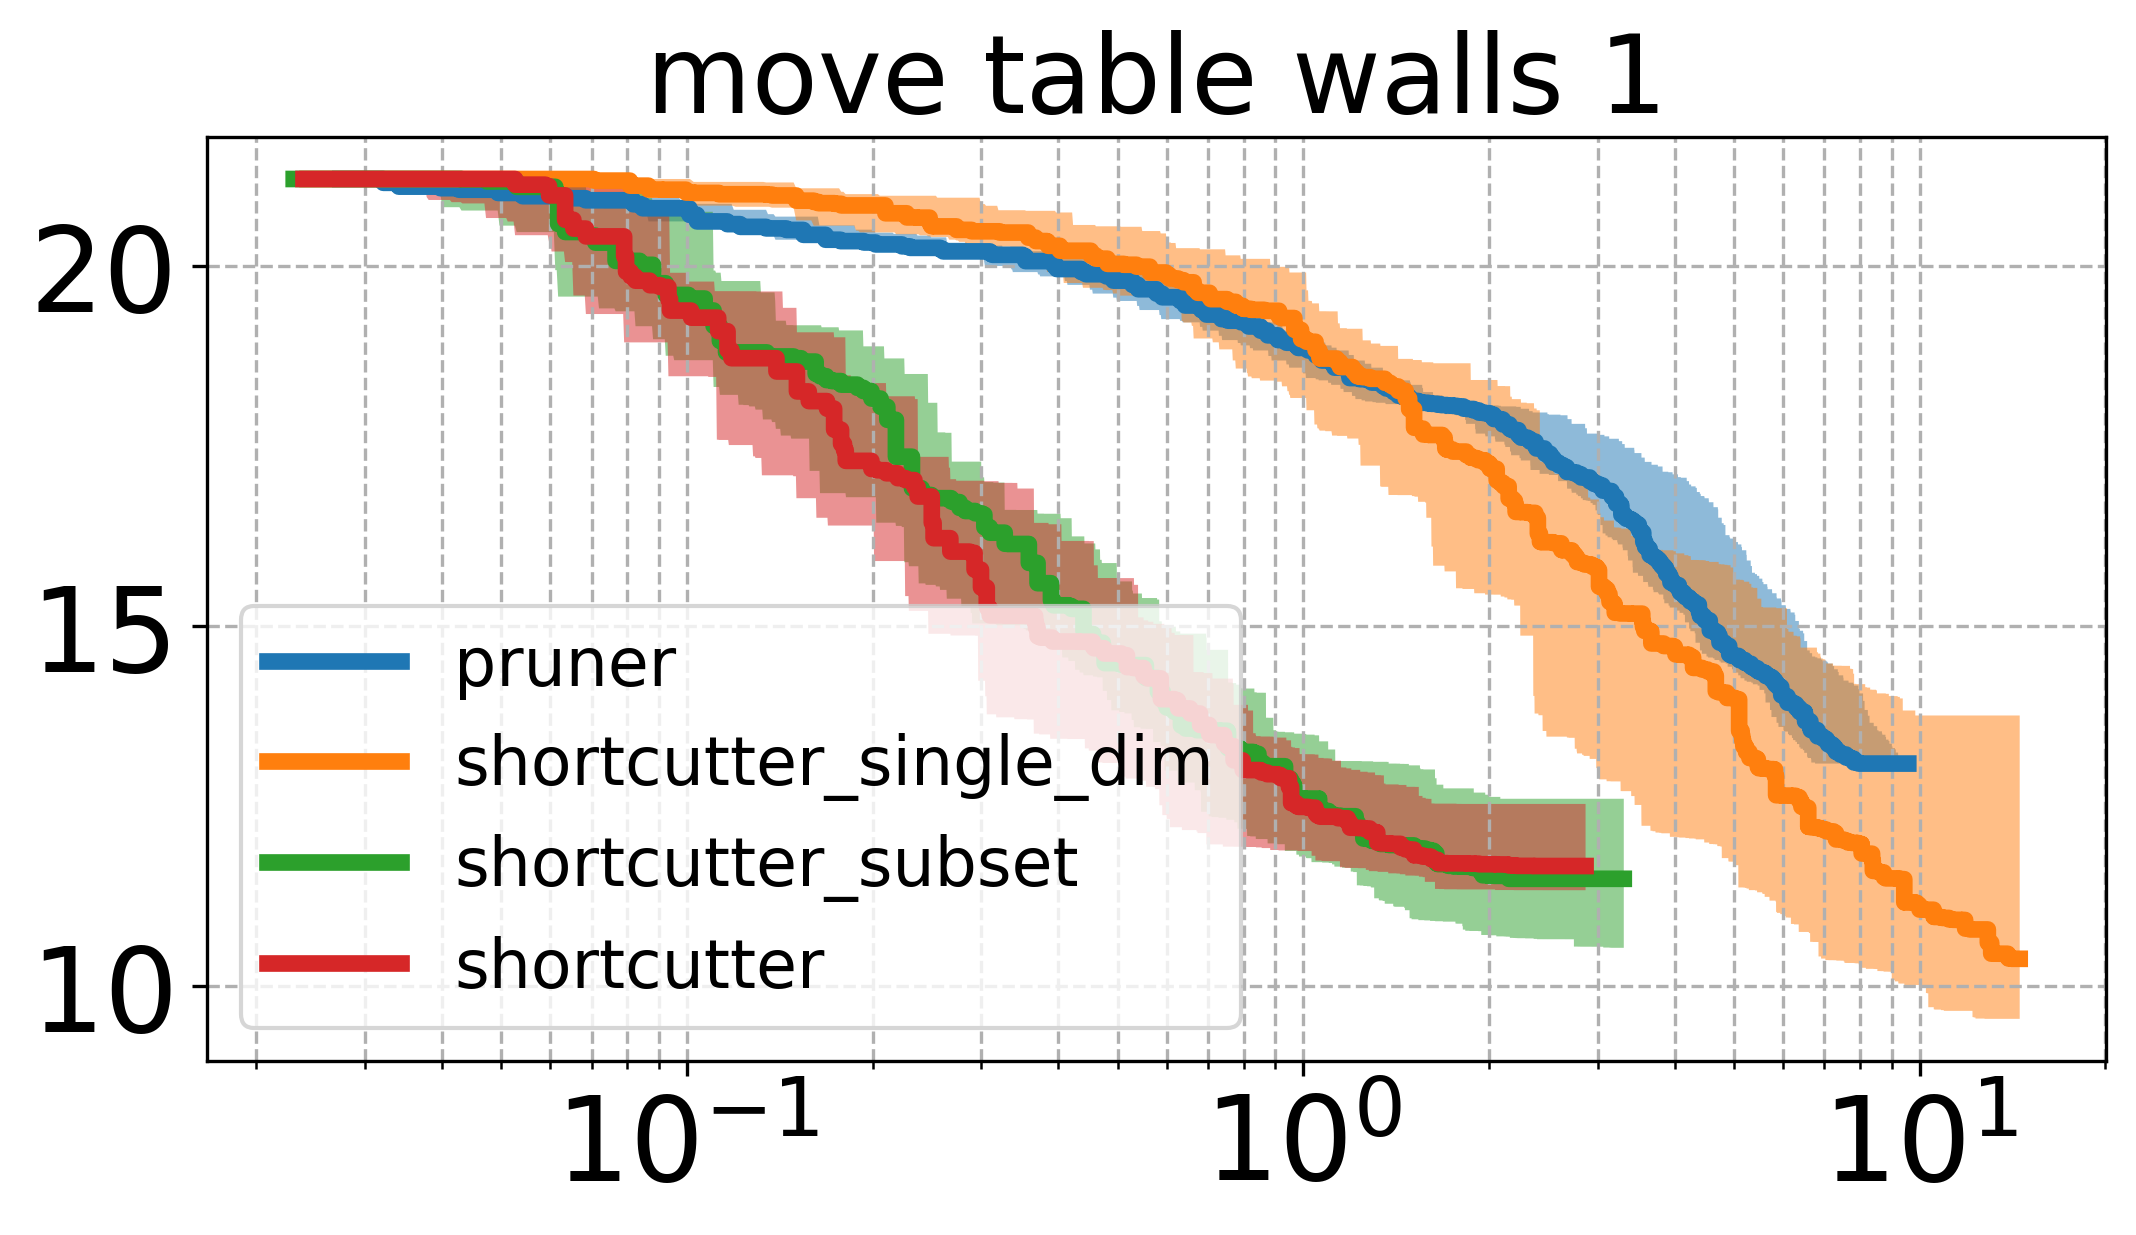 move table walls 1
20
15
10
pruner
shortcutter_single_dim
shortcutter_subset
shortcutter
10⁻¹ 10⁰ 10¹